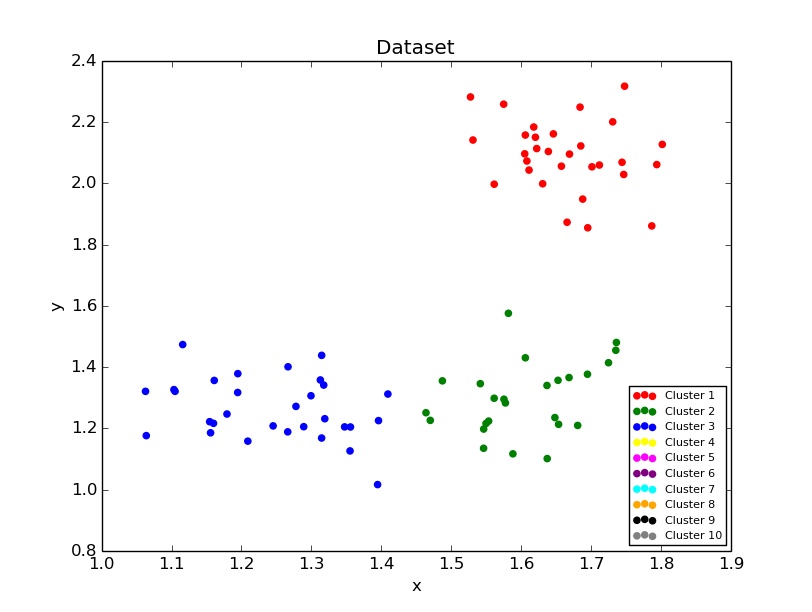 Dataset
2.4
2.2
2.0
1.8
1.6
1.4
1.2
1.0
0.8
y
Cluster 1
Cluster 2
Cluster 3
Cluster 4
Cluster 5
Cluster 6
Cluster 7
Cluster 8
Cluster 9
Cluster 10
1.0 1.1 1.2 1.3 1.4 1.5 1.6 1.7 1.8 1.9
x